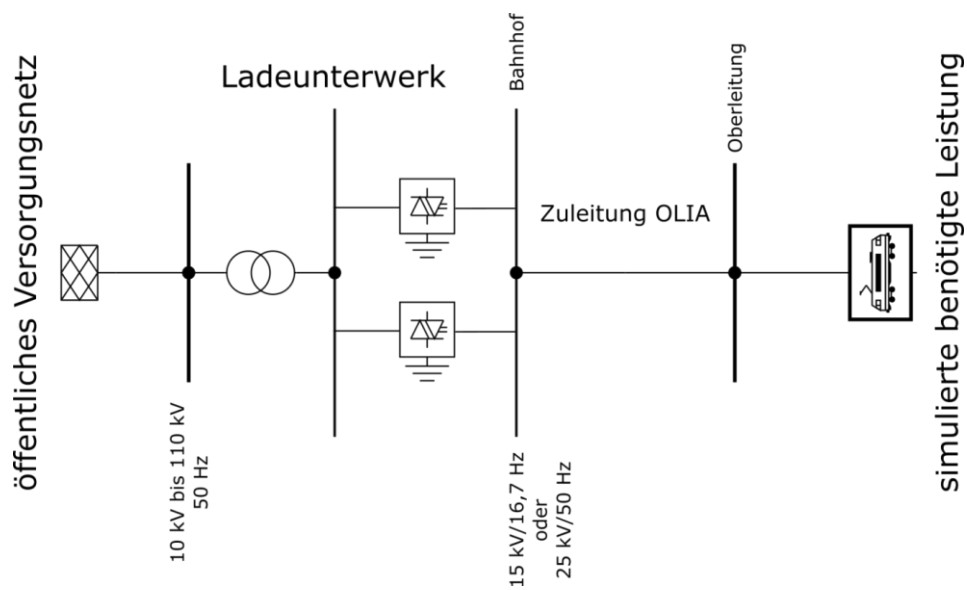 öffentliches Versorgungsnetz
10 kV bis 110 kV
50 Hz
Ladeunterwerk
Bahnhof
15 kV/16,7 Hz
oder
25 kV/50 Hz
Zuleitung OLIA
Oberleitung
simulierte benötigte Leistung